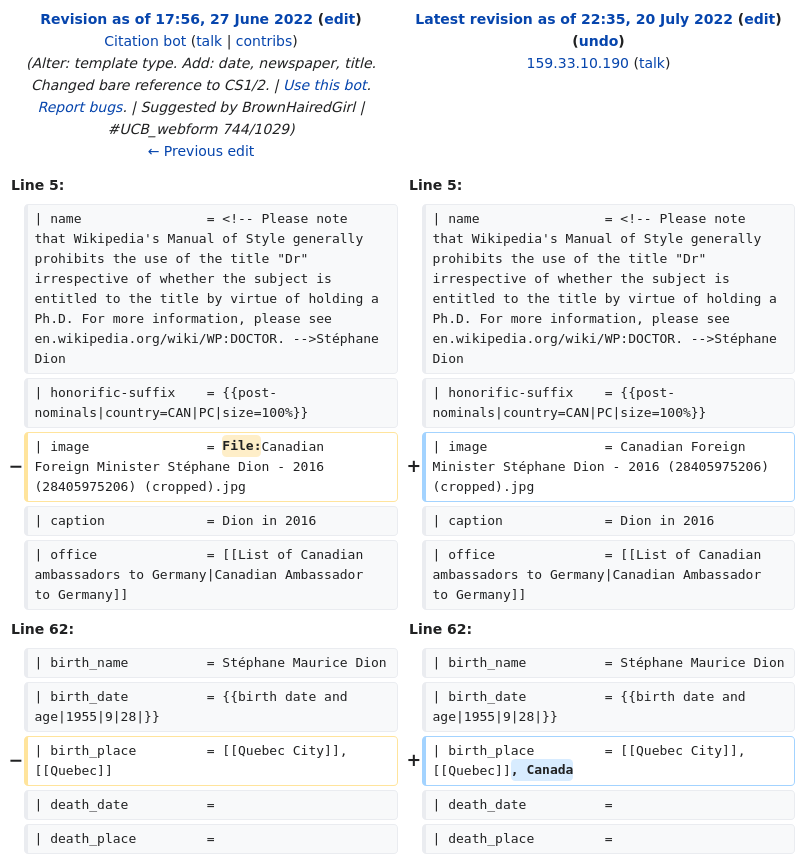 Revision as of 17:56, 27 June 2022 (edit)
Citation bot (talk | contribs)
(Alter: template type. Add: date, newspaper, title.
Changed bare reference to CS1/2. | Use this bot.
Report bugs. | Suggested by BrownHairedGirl |
#UCB_webform 744/1029)
← Previous edit
Latest revision as of 22:35, 20 July 2022 (edit)
(undo)
159.33.10.190 (talk)
Line 5:
Line 5:
| name = <!-- Please note
that Wikipedia's Manual of Style generally
prohibits the use of the title "Dr"
irrespective of whether the subject is
entitled to the title by virtue of holding a
Ph.D. For more information, please see
en.wikipedia.org/wiki/WP:DOCTOR. -->Stéphane
Dion
| name = <!-- Please note
that Wikipedia's Manual of Style generally
prohibits the use of the title "Dr"
irrespective of whether the subject is
entitled to the title by virtue of holding a
Ph.D. For more information, please see
en.wikipedia.org/wiki/WP:DOCTOR. -->Stéphane
Dion
| honorific-suffix = {{post-
nominals|country=CAN|PC|size=100%}}
| honorific-suffix = {{post-
nominals|country=CAN|PC|size=100%}}
− | image = File:Canadian
Foreign Minister Stéphane Dion - 2016
(28405975206) (cropped).jpg
+ | image = Canadian Foreign
Minister Stéphane Dion - 2016 (28405975206)
(cropped).jpg
| caption = Dion in 2016
| caption = Dion in 2016
| office = [[List of Canadian
ambassadors to Germany|Canadian Ambassador
to Germany]]
| office = [[List of Canadian
ambassadors to Germany|Canadian Ambassador
to Germany]]
Line 62:
Line 62:
| birth_name = Stéphane Maurice Dion
| birth_name = Stéphane Maurice Dion
| birth_date = {{birth date and
age|1955|9|28|}}
| birth_date = {{birth date and
age|1955|9|28|}}
− | birth_place = [[Quebec City]],
[[Quebec]]
+ | birth_place = [[Quebec City]],
[[Quebec]], Canada
| death_date =
| death_date =
| death_place =
| death_place =